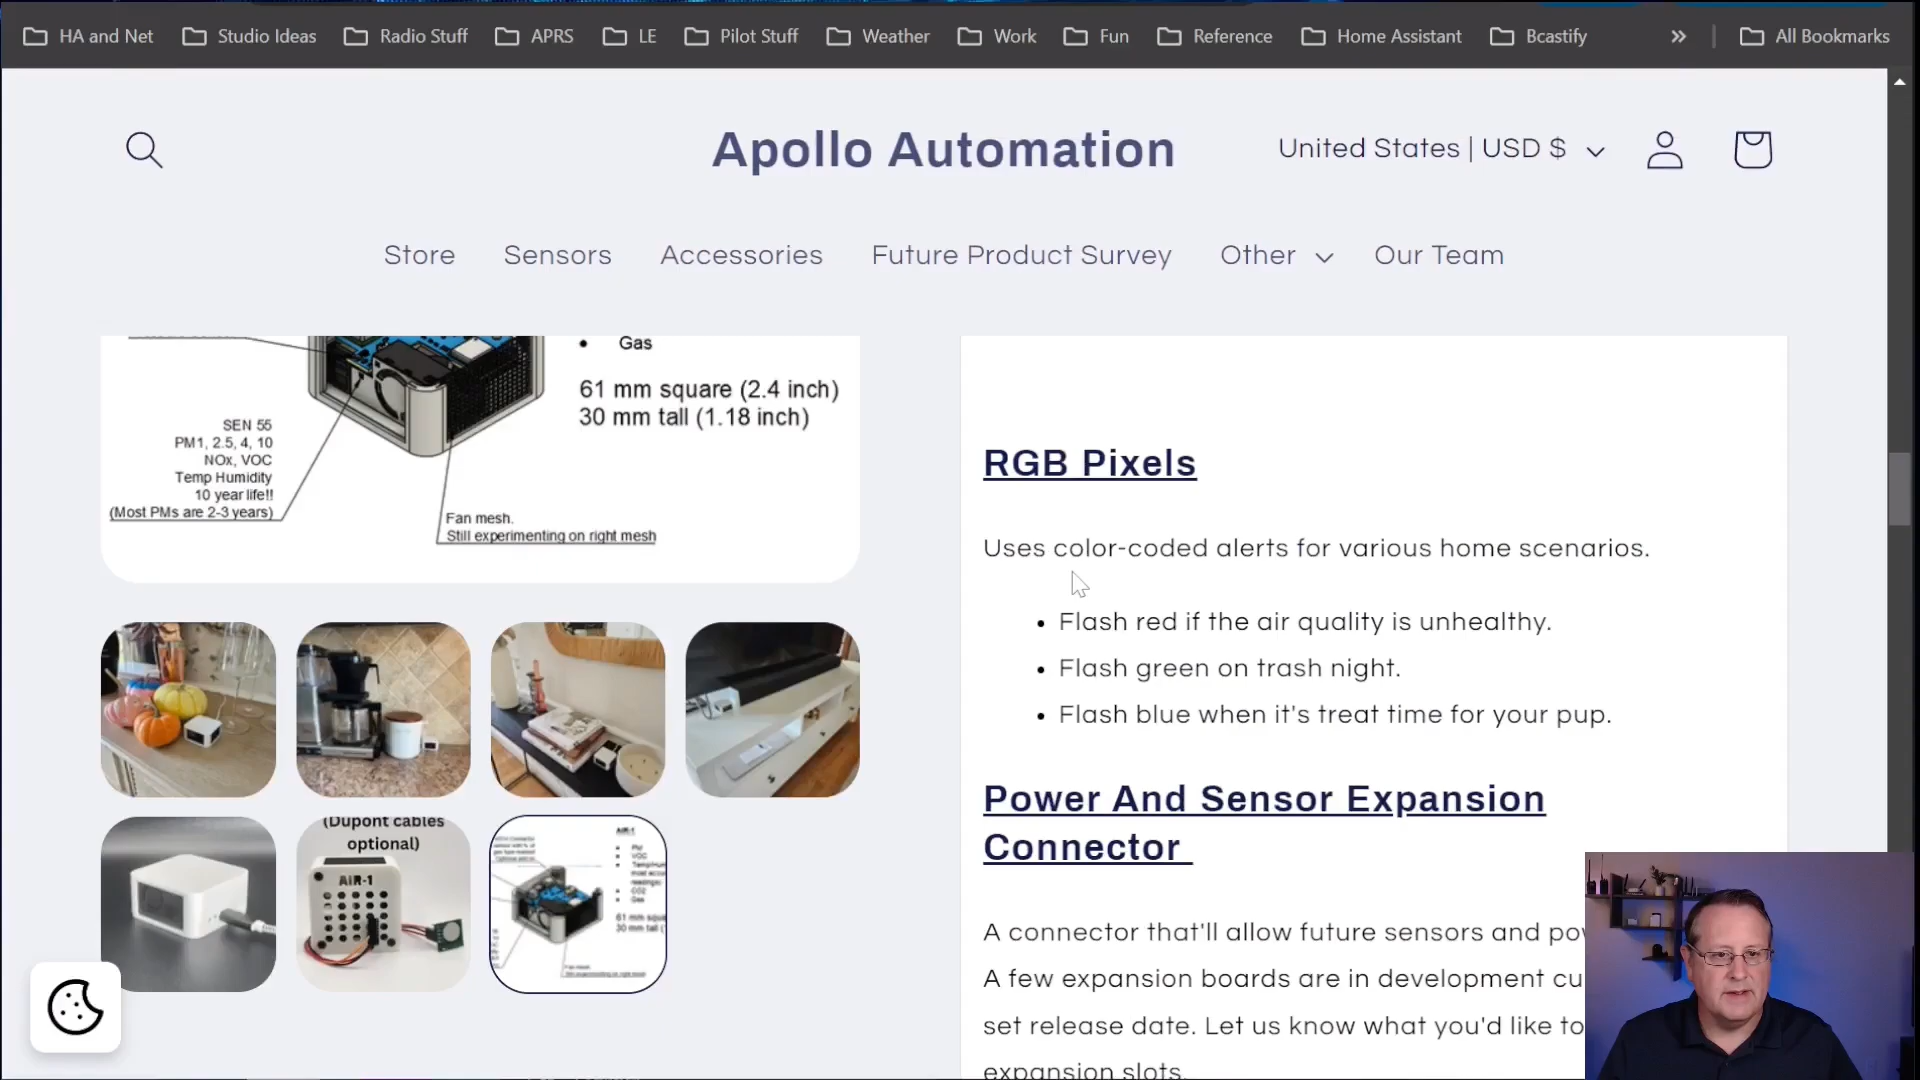 HA and Net
Studio Ideas
Radio Stuff
APRS
LE
Pilot Stuff
Weather
Work
Fun
Reference
Home Assistant
Bcastify
»
All Bookmarks
Apollo Automation
United States | USD $
Store
Sensors
Accessories
Future Product Survey
Other
Our Team
• Gas
61 mm square (2.4 inch)
30 mm tall (1.18 inch)
SEN 55
PM1, 2.5, 4, 10
NOx, VOC
Temp Humidity
10 year life!!
(Most PMs are 2-3 years)
Fan mesh.
Still experimenting on right mesh
(Dupont cables
optional)
AIR-1
AIR-1
RGB Pixels
Uses color-coded alerts for various home scenarios.
• Flash red if the air quality is unhealthy.
• Flash green on trash night.
• Flash blue when it's treat time for your pup.
Power And Sensor Expansion
Connector
A connector that'll allow future sensors and po
A few expansion boards are in development cu
set release date. Let us know what you'd like to
expansion slots.